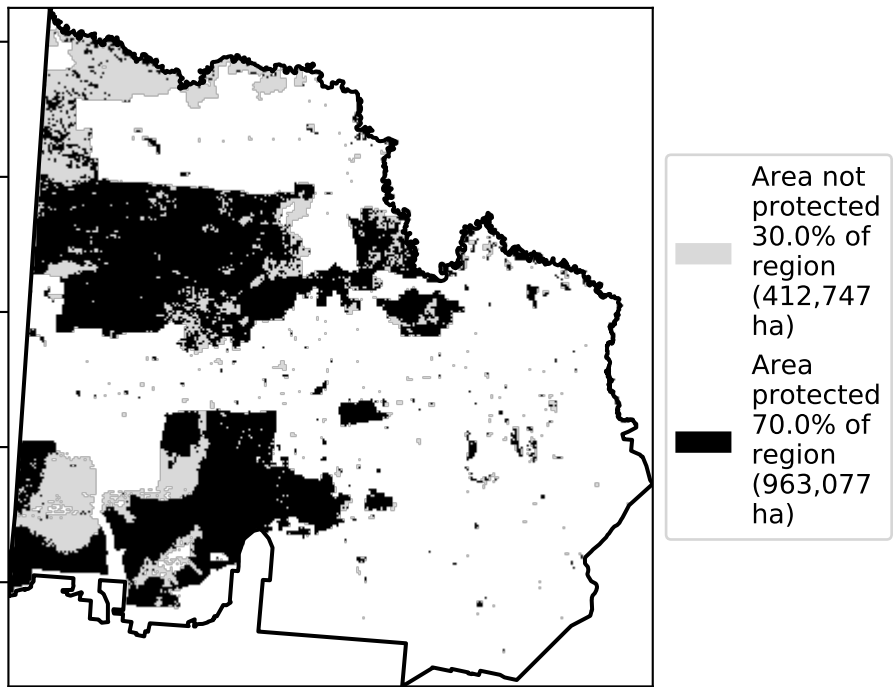 Area not
protected
30.0% of
region
(412,747
ha)
Area
protected
70.0% of
region
(963,077
ha)